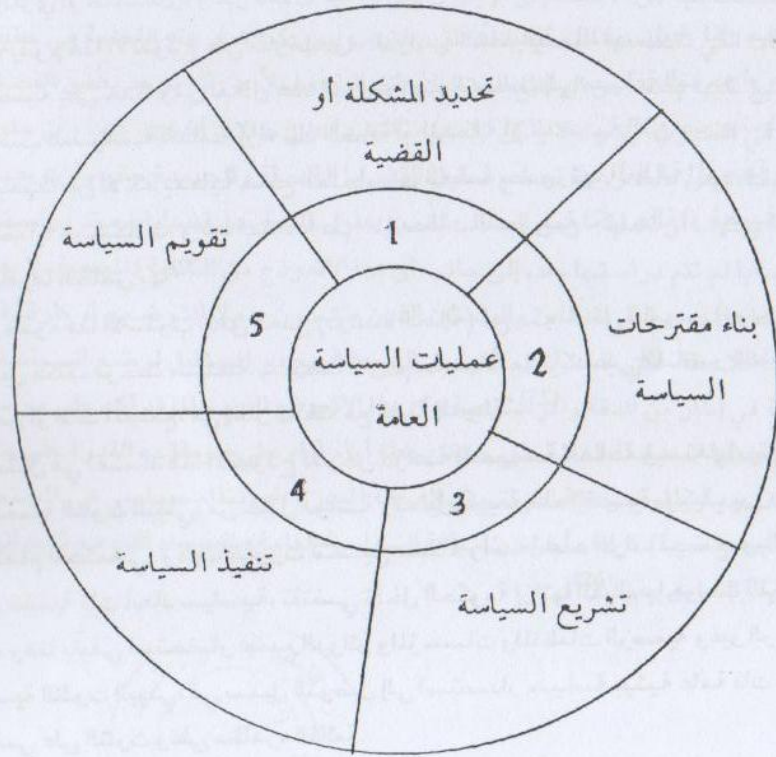 تحديد المشكلة أو
القضية
1
بناء مقترحات
السياسة
2
تشريع السياسة
3
تنفيذ السياسة
4
تقويم السياسة
5
عمليات السياسة
العامة